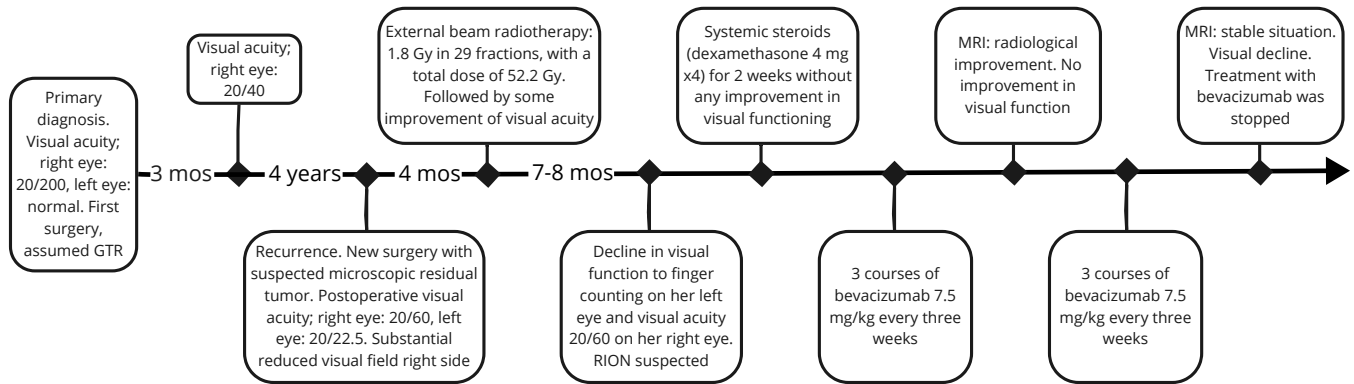 Primary
diagnosis.
Visual acuity;
right eye:
20/200, left eye:
normal. First
surgery,
assumed GTR
3 mos
Visual acuity;
right eye:
20/40
4 years
Recurrence. New surgery with
suspected microscopic residual
tumor. Postoperative visual
acuity; right eye: 20/60, left
eye: 20/22.5. Substantial
reduced visual field right side
4 mos
External beam radiotherapy:
1.8 Gy in 29 fractions, with a
total dose of 52.2 Gy.
Followed by some
improvement of visual acuity
7-8 mos
Decline in visual
function to finger
counting on her left
eye and visual acuity
20/60 on her right eye.
RION suspected
Systemic steroids
(dexamethasone 4 mg
x4) for 2 weeks without
any improvement in
visual functioning
3 courses of
bevacizumab 7.5
mg/kg every three
weeks
MRI: radiological
improvement. No
improvement in
visual function
3 courses of
bevacizumab 7.5
mg/kg every three
weeks
MRI: stable situation.
Visual decline.
Treatment with
bevacizumab was
stopped